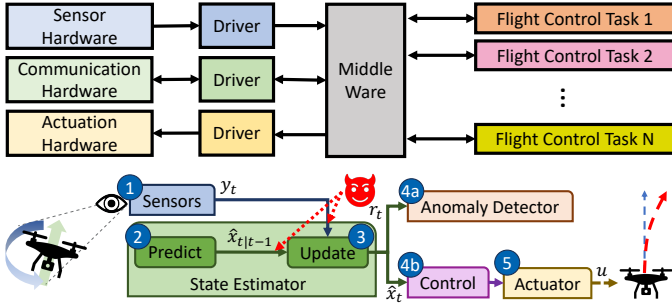 Sensor
Hardware
Driver
Communication
Hardware
Driver
Actuation
Hardware
Driver
Middle
Ware
Flight Control Task 1
Flight Control Task 2
⋮
Flight Control Task N
1
Sensors
y_t
2
Predict
x̂_{t|t−1}
3
Update
State Estimator
r_t
4a
Anomaly Detector
x̂_t
4b
Control
5
Actuator
u